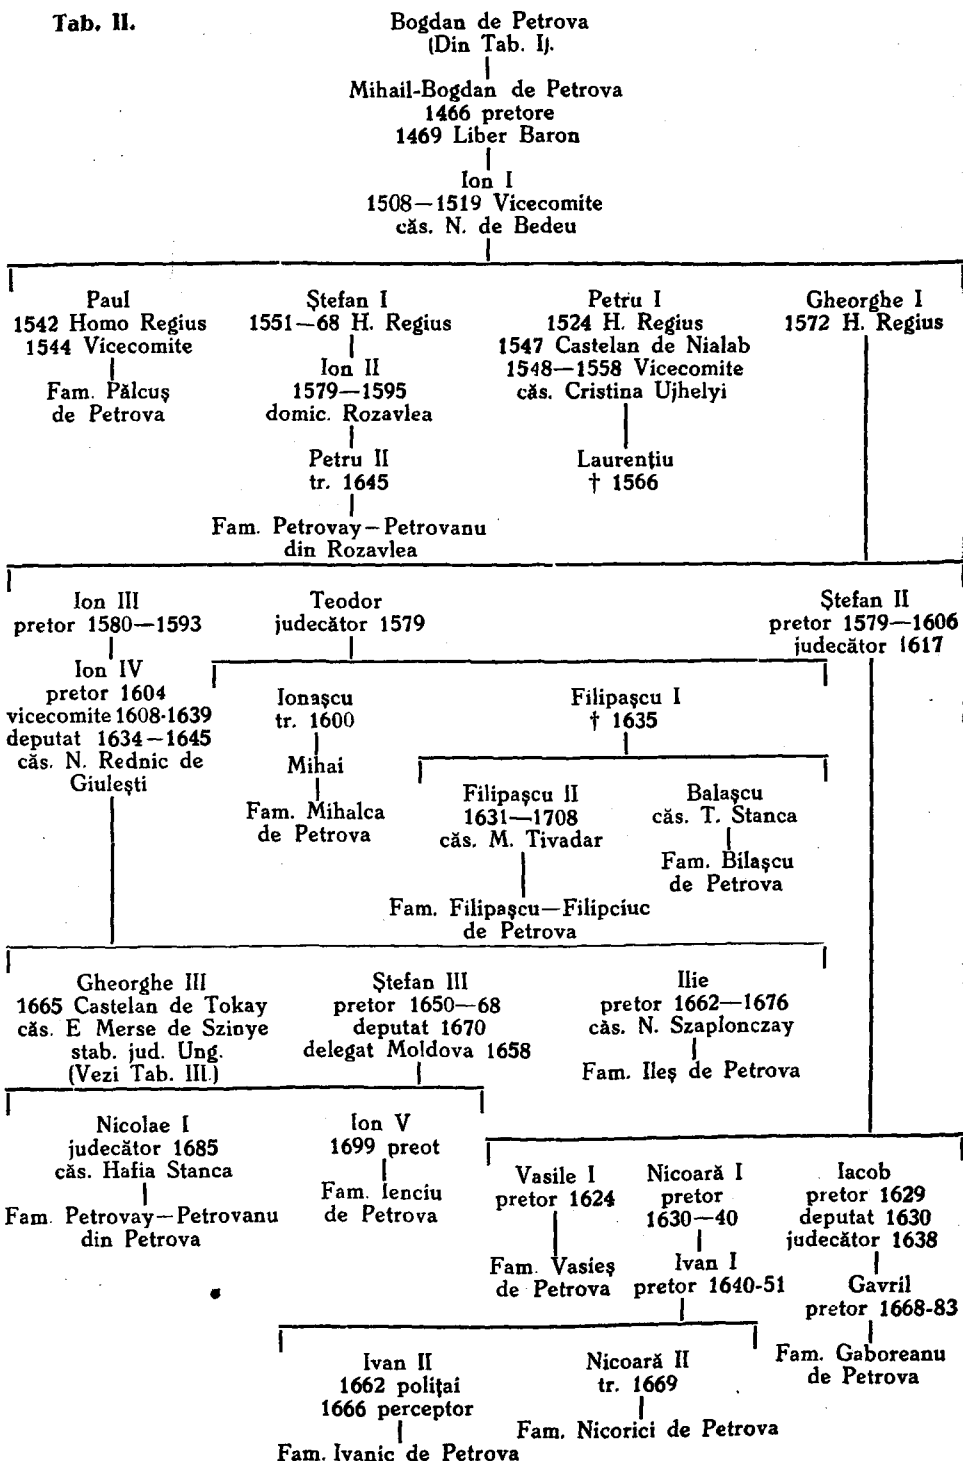 Tab. II.
Bogdan de Petrova
(Din Tab. I).
Mihail-Bogdan de Petrova
1466 pretore
1469 Liber Baron
Ion I
1508—1519 Vicecomite
căs. N. de Bedeu
Paul
1542 Homo Regius
1544 Vicecomite
Fam. Pălcuş
de Petrova
Ştefan I
1551—68 H. Regius
Ion II
1579—1595
domic. Rozavlea
Petru II
tr. 1645
Fam. Petrovay—Petrovanu
din Rozavlea
Petru I
1524 H. Regius
1547 Castelan de Nialab
1548—1558 Vicecomite
căs. Cristina Ujhelyi
Laurenţiu
† 1566
Gheorghe I
1572 H. Regius
Ion III
pretor 1580—1593
Ion IV
pretor 1604
vicecomite 1608-1639
deputat 1634—1645
căs. N. Rednic de
Giuleşti
Teodor
judecător 1579
Ionaşcu
tr. 1600
Mihai
Fam. Mihalca
de Petrova
Filipaşcu I
† 1635
Filipaşcu II
1631—1708
căs. M. Tivadar
Fam. Filipaşcu—Filipciuc
de Petrova
Balaşcu
căs. T. Stanca
Fam. Bilaşcu
de Petrova
Ştefan II
pretor 1579—1606
judecător 1617
Gheorghe III
1665 Castelan de Tokay
căs. E Merse de Szinye
stab. jud. Ung.
(Vezi Tab. III.)
Ştefan III
pretor 1650—68
deputat 1670
delegat Moldova 1658
Ilie
pretor 1662—1676
căs. N. Szaplonczay
Fam. Ileş de Petrova
Nicolae I
judecător 1685
căs. Hafia Stanca
Fam. Petrovay—Petrovanu
din Petrova
Ion V
1699 preot
Fam. Ienciu
de Petrova
Vasile I
pretor 1624
Fam. Vasieş
de Petrova
Nicoară I
pretor
1630—40
Ivan I
pretor 1640-51
Iacob
pretor 1629
deputat 1630
judecător 1638
Gavril
pretor 1668-83
Fam. Gaboreanu
de Petrova
Ivan II
1662 poliţai
1666 perceptor
Fam. Ivanic de Petrova
Nicoară II
tr. 1669
Fam. Nicorici de Petrova